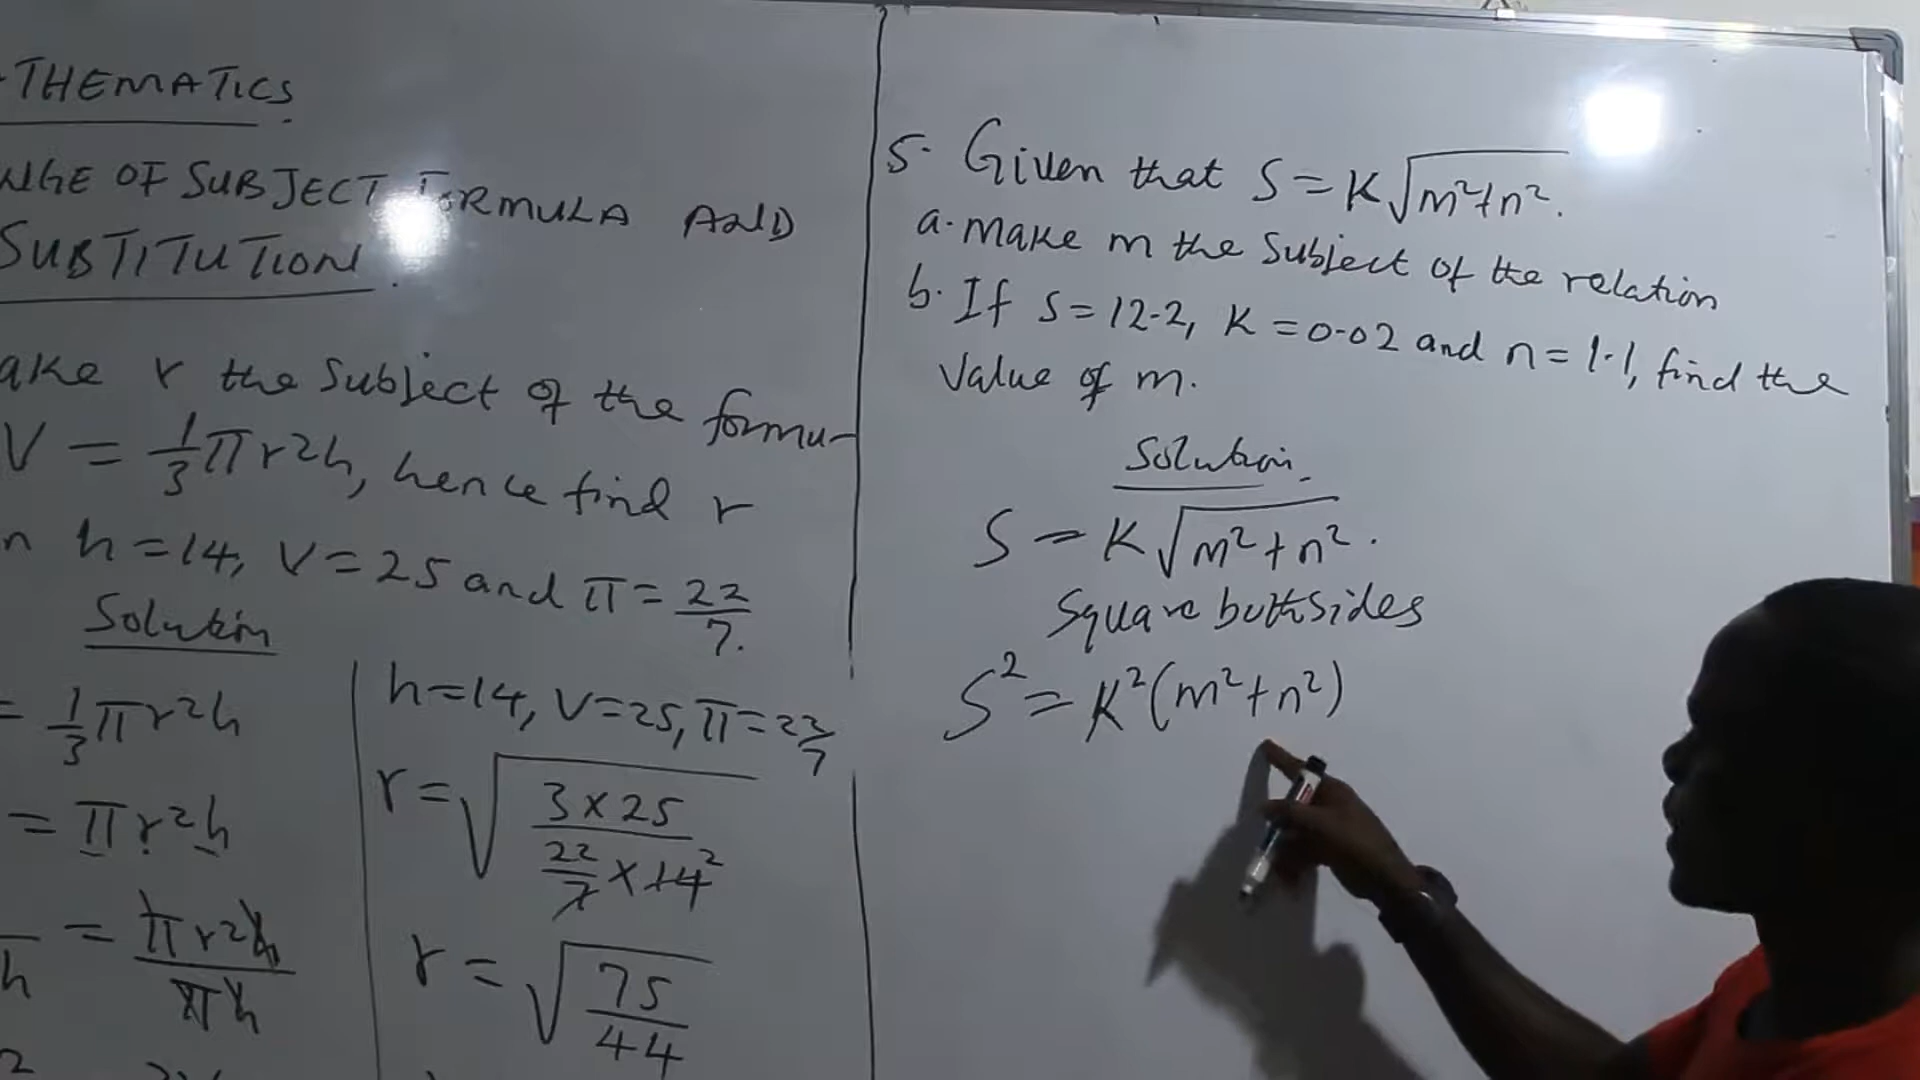 THEMATICS
NGE OF SUBJECT FORMULA AND
SUBTITUTION
ake r the subject of the formu-
V = 1/3 πr²h, hence find r
n h=14, V=25 and π=22/7.
Solution
= 1/3 πr²h
= πr²h
h = πr²h/πh
2
h=14, V=25, π=22/7
r=√(3×25 / (22/7 × 14²))
r=√(75/44)
5. Given that S=K√m²+n².
a. make m the subject of the relation
b. If S=12.2, K=0.02 and n=1.1, find the
value of m.
Solution
S=K√m²+n².
Square bothsides
S²=K²(m²+n²)